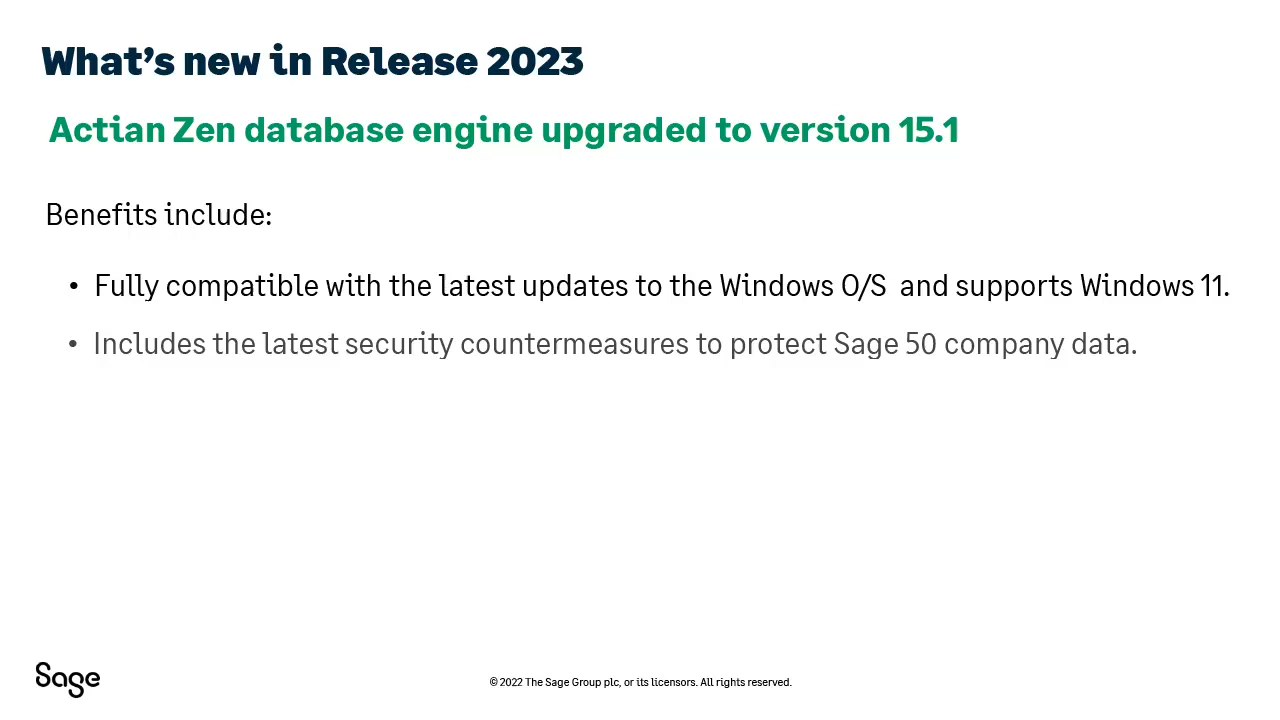 What’s new in Release 2023
Actian Zen database engine upgraded to version 15.1
Benefits include:
• Fully compatible with the latest updates to the Windows O/S  and supports Windows 11.
• Includes the latest security countermeasures to protect Sage 50 company data.
Sage
© 2022 The Sage Group plc, or its licensors. All rights reserved.